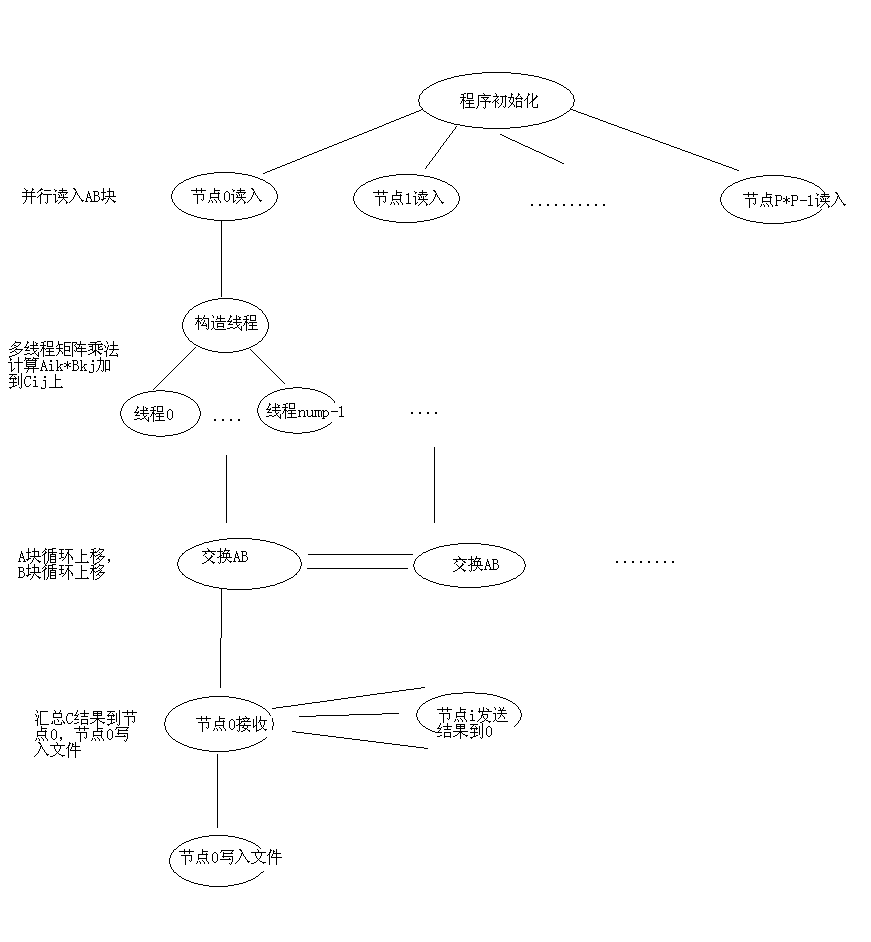 程序初始化
并行读入AB块
节点0读入
节点1读入
..........
节点P*P-1读入
构造线程
多线程矩阵乘法
计算Aik*Bkj加
到Cij上
线程0
....
线程nump-1
....
A块循环上移,
B块循环上移
交换AB
交换AB
........
汇总C结果到节
点0, 节点0写
入文件
节点0接收
节点i发送
结果到0
节点0写入文件